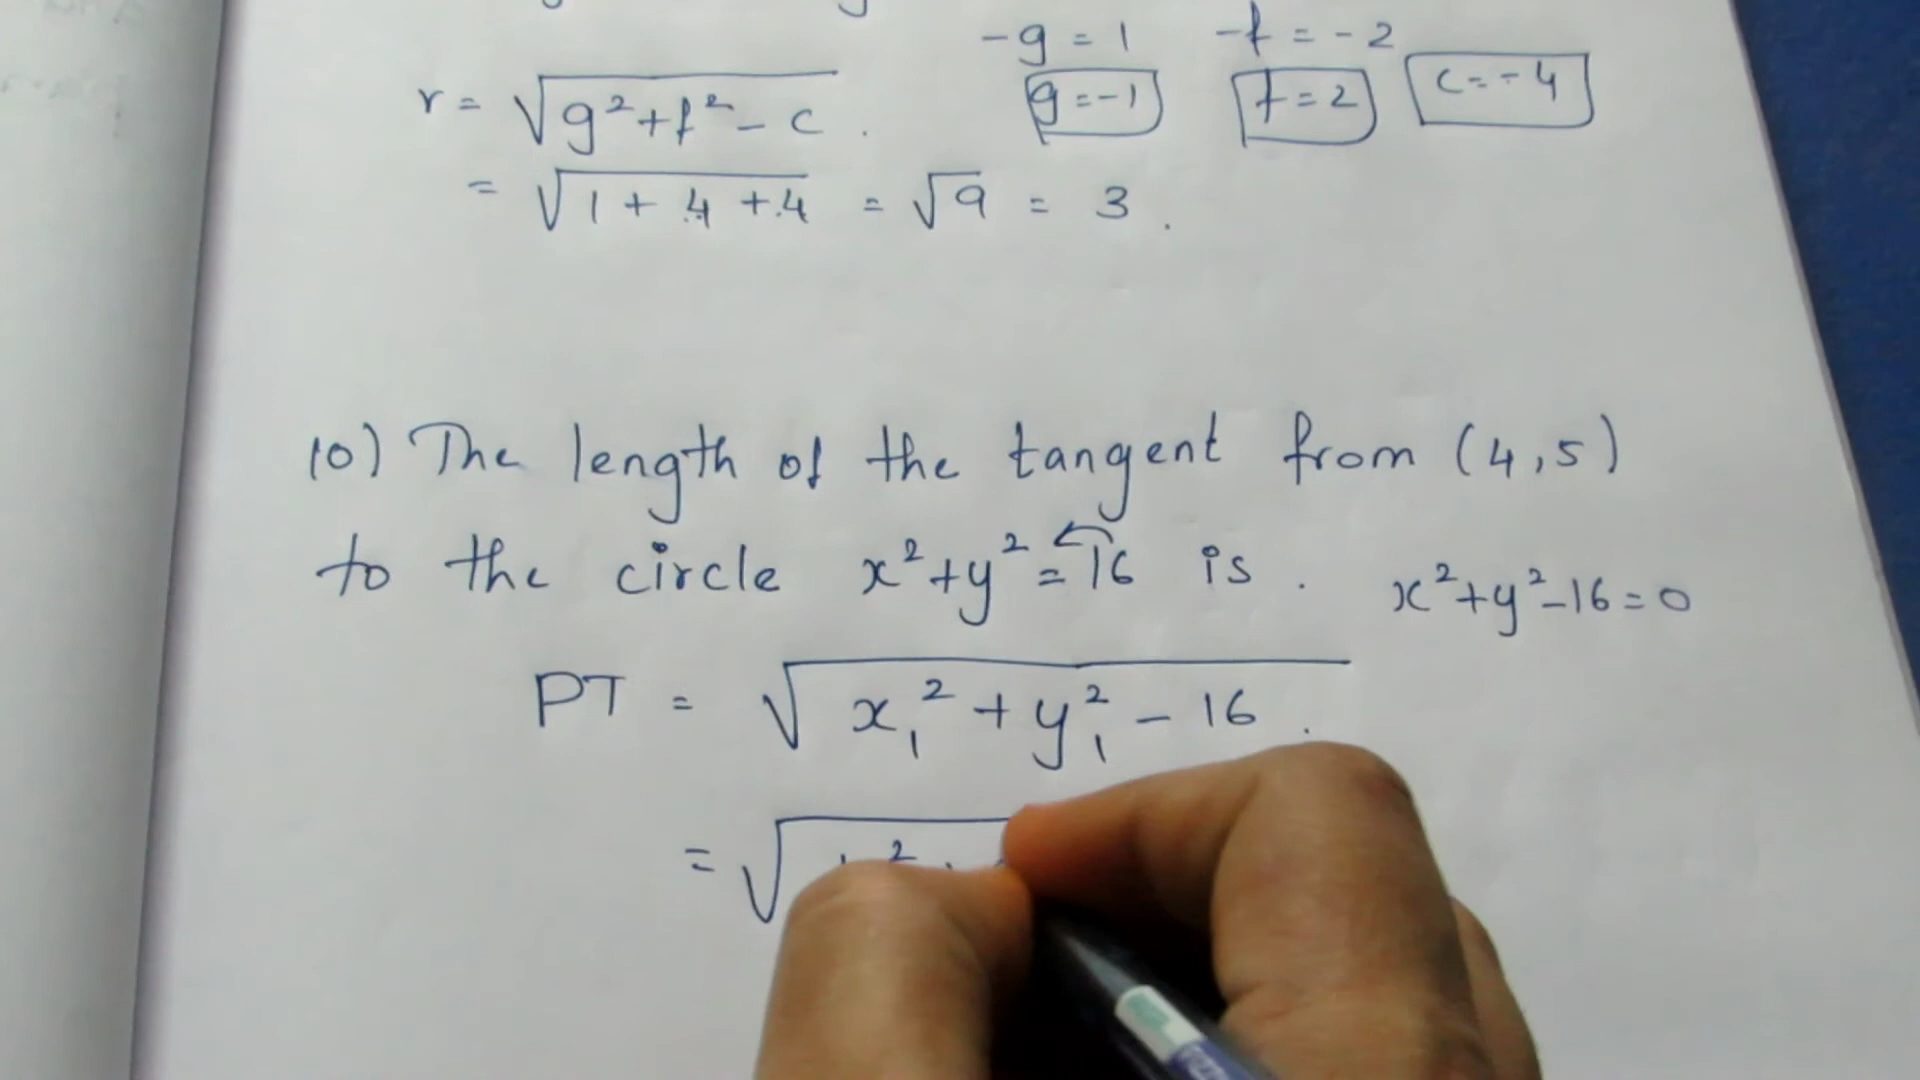 -g = 1 -f = -2
r = √g²+f²-c . g = -1 f = 2 c = -4
= √1 + 4 + 4 = √9 = 3 .
10) The length of the tangent from (4,5)
to the circle x²+y² = 16 is . x²+y²-16=0
PT = √x₁² + y₁² - 16 .
= √